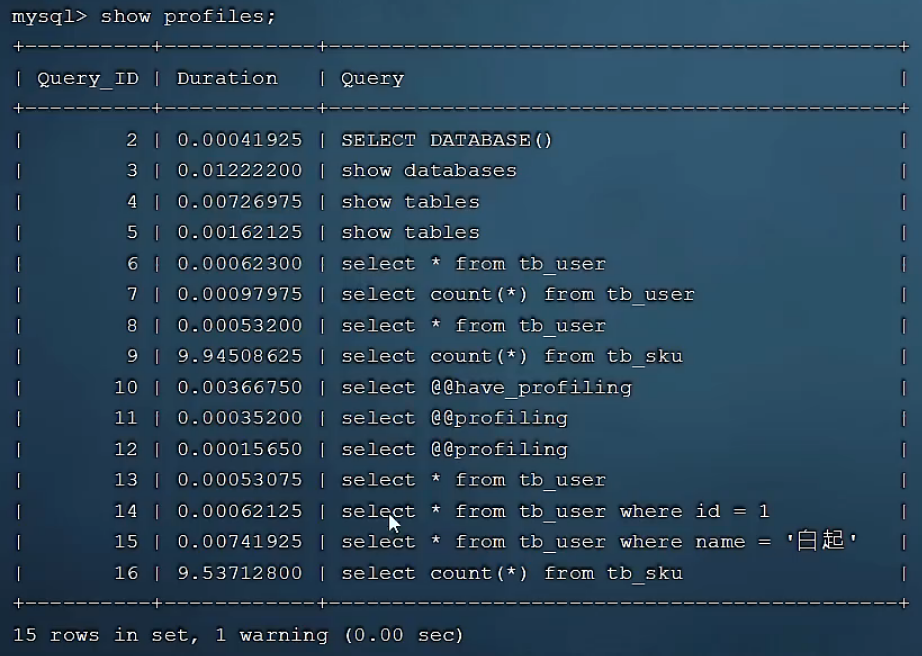 mysql> show profiles;
+----------+------------+---------------------------------------------+
| Query_ID | Duration   | Query                                       |
+----------+------------+---------------------------------------------+
|        2 | 0.00041925 | SELECT DATABASE()                           |
|        3 | 0.01222200 | show databases                              |
|        4 | 0.00726975 | show tables                                 |
|        5 | 0.00162125 | show tables                                 |
|        6 | 0.00062300 | select * from tb_user                       |
|        7 | 0.00097975 | select count(*) from tb_user                |
|        8 | 0.00053200 | select * from tb_user                       |
|        9 | 9.94508625 | select count(*) from tb_sku                 |
|       10 | 0.00366750 | select @@have_profiling                     |
|       11 | 0.00035200 | select @@profiling                          |
|       12 | 0.00015650 | select @@profiling                          |
|       13 | 0.00053075 | select * from tb_user                       |
|       14 | 0.00062125 | select * from tb_user where id = 1          |
|       15 | 0.00741925 | select * from tb_user where name = '白起'   |
|       16 | 9.53712800 | select count(*) from tb_sku                 |
+----------+------------+---------------------------------------------+
15 rows in set, 1 warning (0.00 sec)